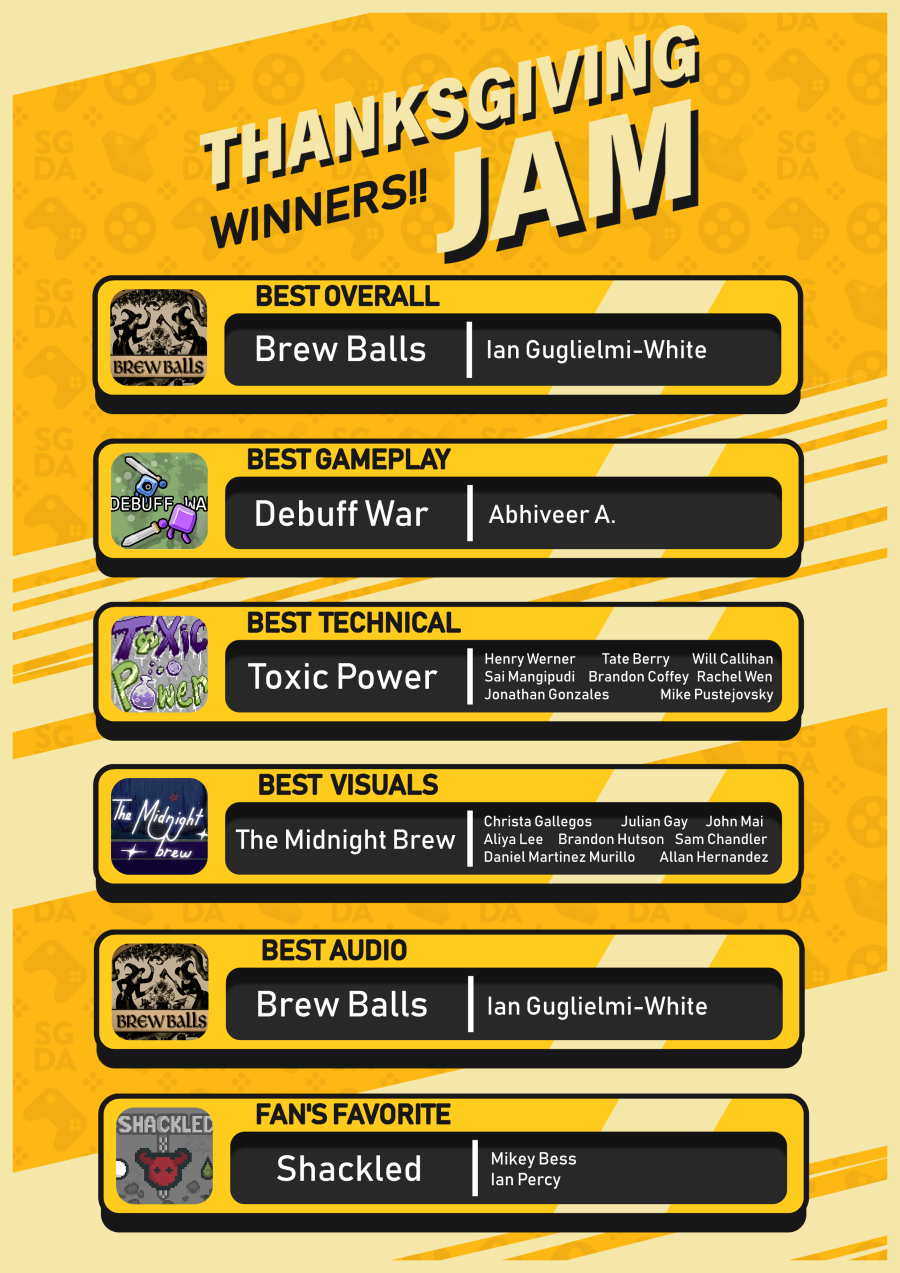 THANKSGIVING
WINNERS!! JAM
BEST OVERALL
BREWBALLS
Brew Balls
Ian Guglielmi-White
BEST GAMEPLAY
DEBUFF WA
Debuff War
Abhiveer A.
BEST TECHNICAL
Toxic
Power
Toxic Power
Henry Werner Tate Berry Will Callihan
Sai Mangipudi Brandon Coffey Rachel Wen
Jonathan Gonzales Mike Pustejovsky
BEST VISUALS
The Midnight
brew
The Midnight Brew
Christa Gallegos Julian Gay John Mai
Aliya Lee Brandon Hutson Sam Chandler
Daniel Martinez Murillo Allan Hernandez
BEST AUDIO
BREWBALLS
Brew Balls
Ian Guglielmi-White
FAN'S FAVORITE
SHACKLED
Shackled
Mikey Bess
Ian Percy
SG
DA